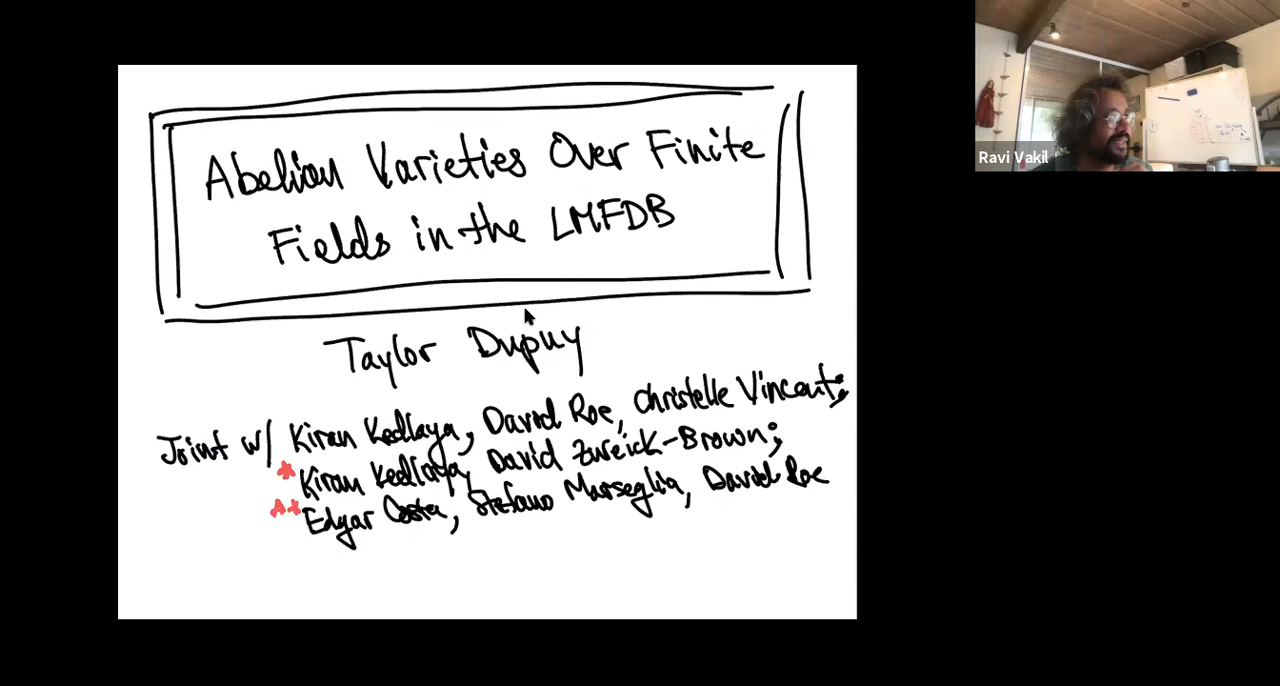 Abelian Varieties Over Finite
Fields in the LMFDB
Taylor Dupuy
Joint w/ Kiran Kedlaya, David Roe, Christelle Vincent;
* Kiran Kedlaya, David Zureick-Brown;
** Edgar Costa, Stefano Marseglia, David Roe
Ravi Vakil